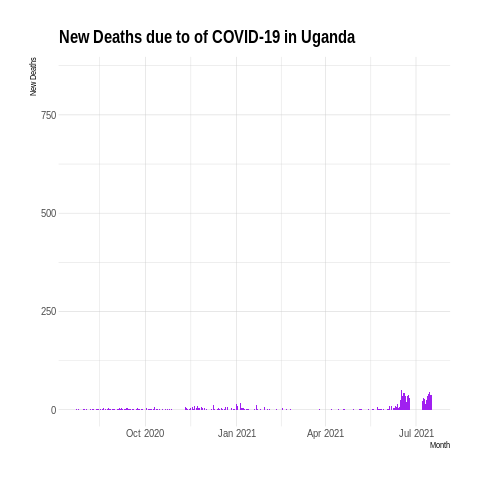 New Deaths due to of COVID-19 in Uganda
New Deaths
750
500
250
0
Oct 2020 Jan 2021 Apr 2021 Jul 2021
Month